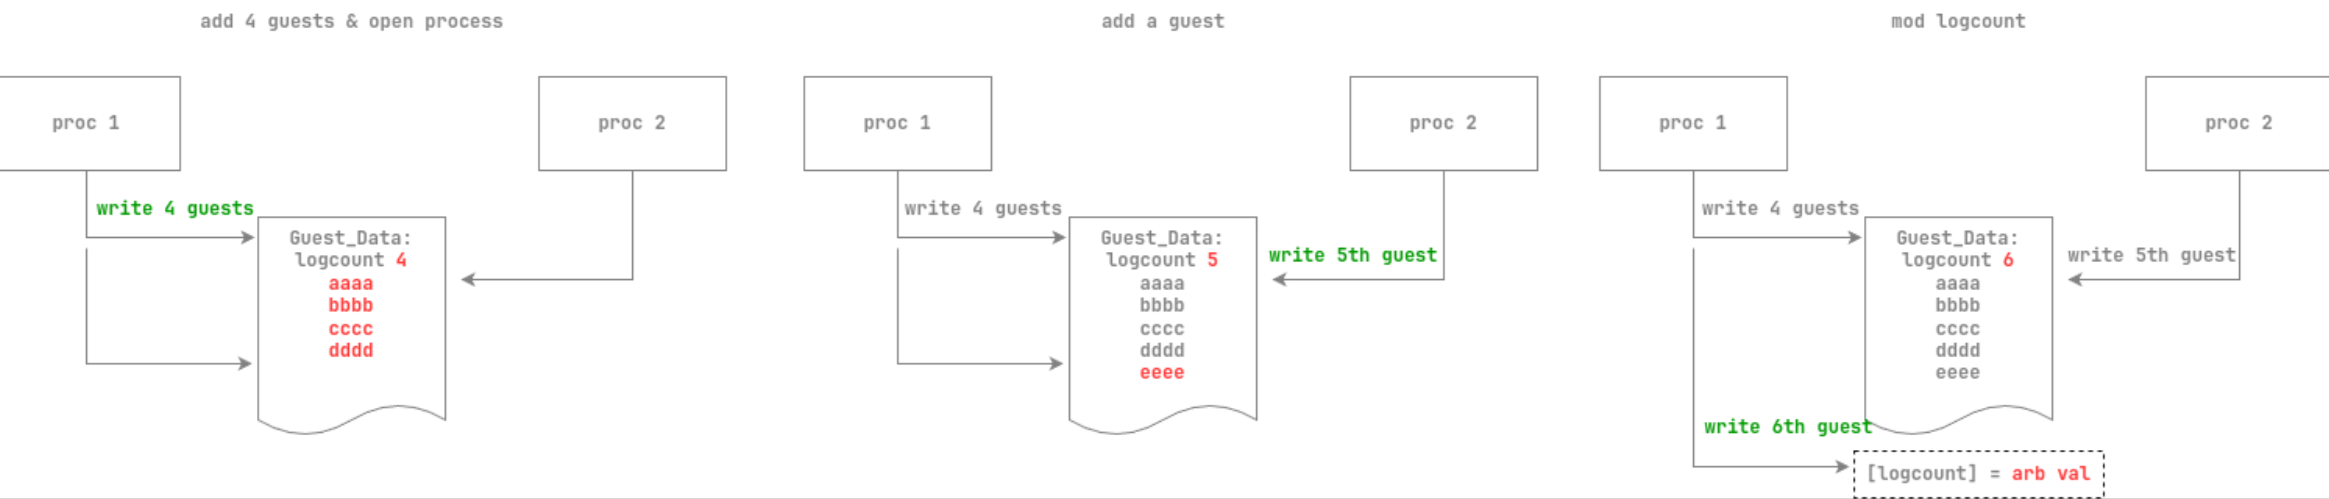 add 4 guests & open process
proc 1
proc 2
write 4 guests
Guest_Data:
logcount 4
aaaa
bbbb
cccc
dddd
add a guest
proc 1
proc 2
write 4 guests
Guest_Data:
logcount 5
write 5th guest
aaaa
bbbb
cccc
dddd
eeee
mod logcount
proc 1
proc 2
write 4 guests
Guest_Data:
logcount 6
write 5th guest
aaaa
bbbb
cccc
dddd
eeee
write 6th guest
[logcount] = arb val